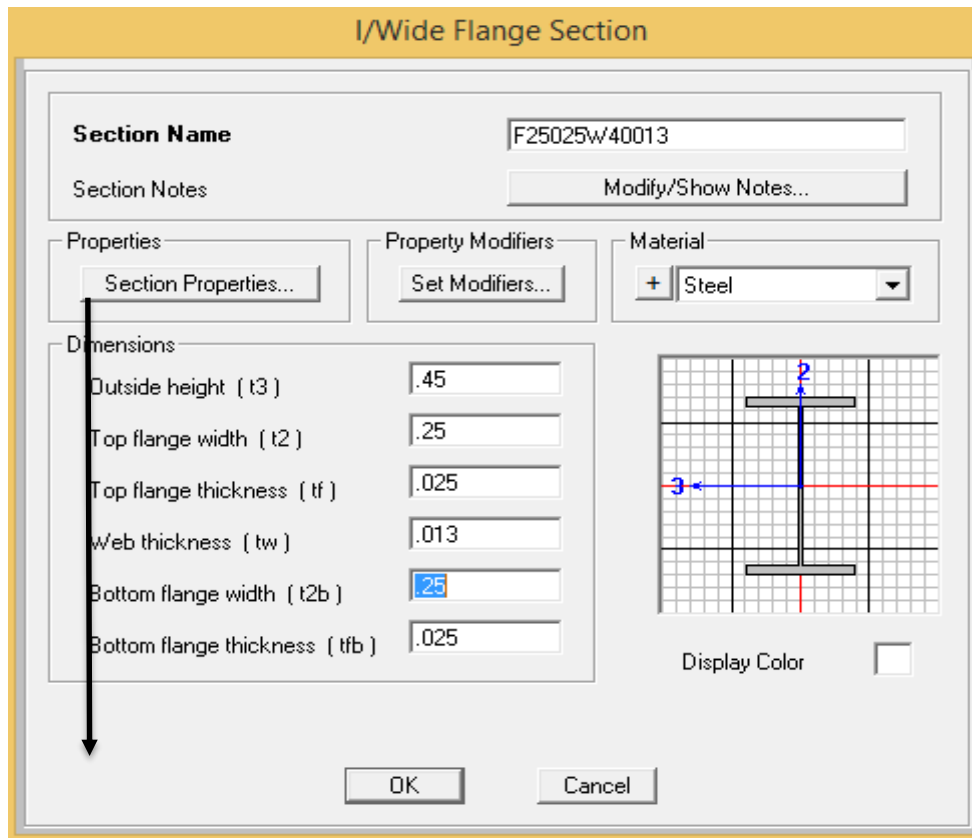 I/Wide Flange Section
Section Name F25025W40013
Section Notes Modify/Show Notes...
Properties Property Modifiers Material
Section Properties... Set Modifiers... + Steel
Dimensions
Outside height ( t3 ) .45
Top flange width ( t2 ) .25
Top flange thickness ( tf ) .025
Web thickness ( tw ) .013
Bottom flange width ( t2b ) .25
Bottom flange thickness ( tfb ) .025
2
3
Display Color
OK Cancel